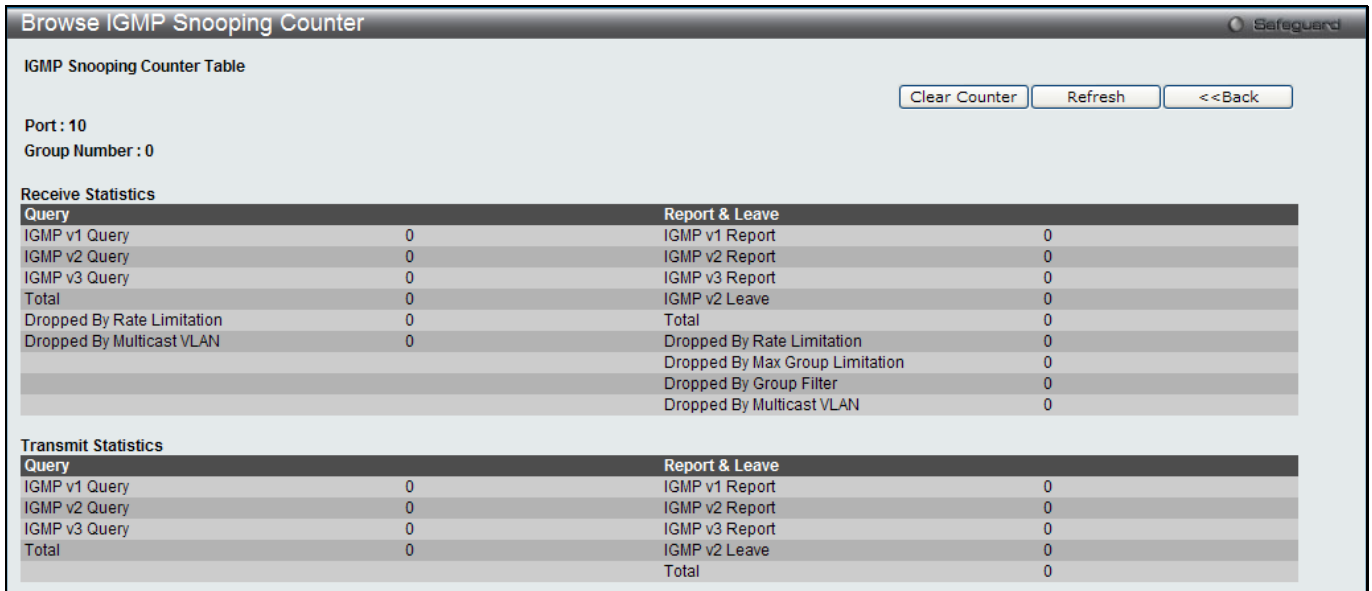 Browse IGMP Snooping Counter
Safeguard
IGMP Snooping Counter Table
Clear Counter Refresh <<Back
Port : 10
Group Number : 0
Receive Statistics
Query Report & Leave
IGMP v1 Query 0 IGMP v1 Report 0
IGMP v2 Query 0 IGMP v2 Report 0
IGMP v3 Query 0 IGMP v3 Report 0
Total 0 IGMP v2 Leave 0
Dropped By Rate Limitation 0 Total 0
Dropped By Multicast VLAN 0 Dropped By Rate Limitation 0
Dropped By Max Group Limitation 0
Dropped By Group Filter 0
Dropped By Multicast VLAN 0
Transmit Statistics
Query Report & Leave
IGMP v1 Query 0 IGMP v1 Report 0
IGMP v2 Query 0 IGMP v2 Report 0
IGMP v3 Query 0 IGMP v3 Report 0
Total 0 IGMP v2 Leave 0
Total 0